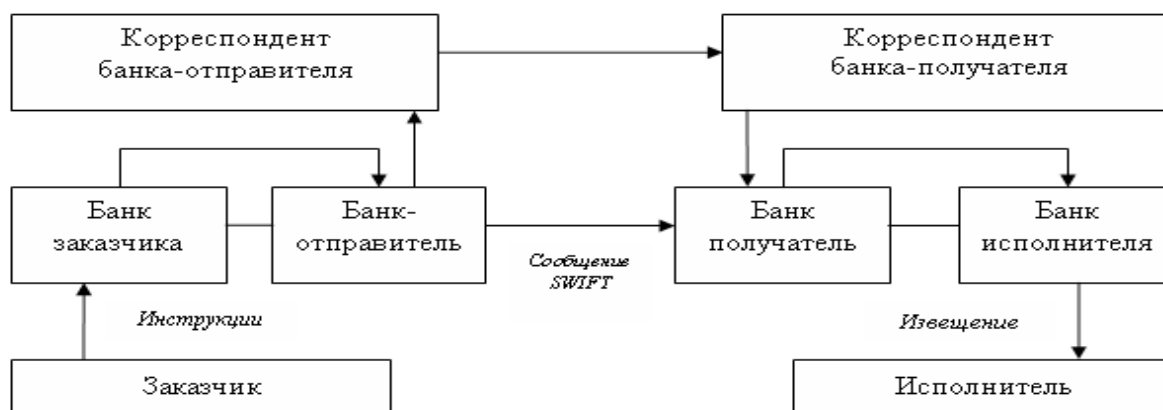 Корреспондент
банка-отправителя
Корреспондент
банка-получателя
Банк
заказчика
Банк-
отправитель
Сообщение
SWIFT
Банк
получатель
Банк
исполнителя
Инструкции
Извещение
Заказчик
Исполнитель